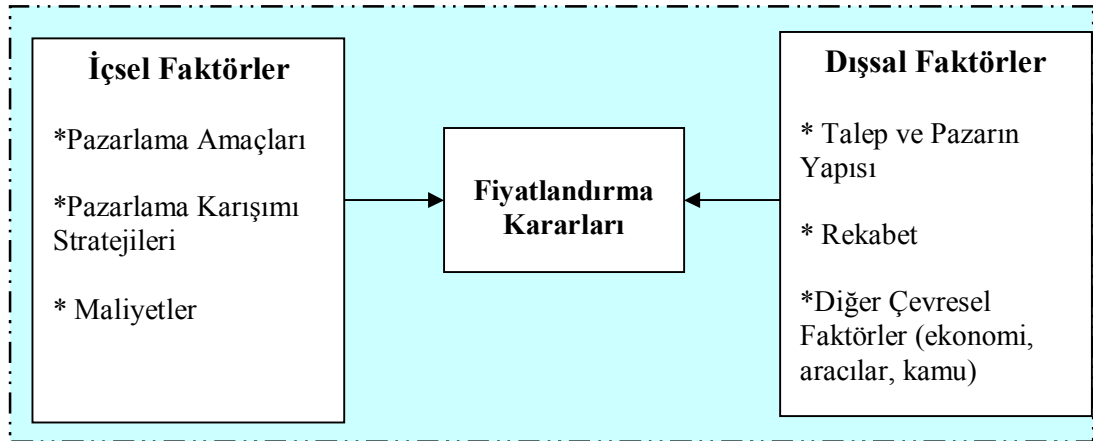 İçsel Faktörler
*Pazarlama Amaçları
*Pazarlama Karışımı
Stratejileri
* Maliyetler
Fiyatlandırma
Kararları
Dışsal Faktörler
* Talep ve Pazarın
Yapısı
* Rekabet
*Diğer Çevresel
Faktörler (ekonomi,
aracılar, kamu)